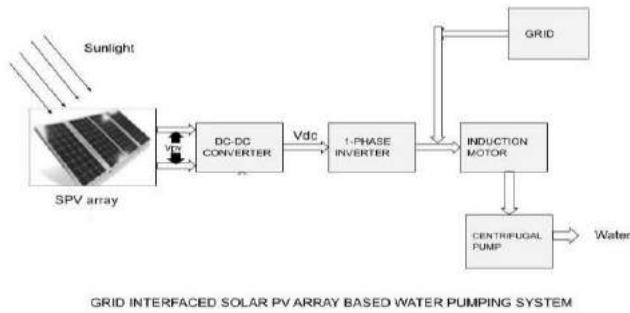 GRID
Sunlight
Vpv
DC-DC
CONVERTER
Vdc
1-PHASE
INVERTER
INDUCTION
MOTOR
SPV array
CENTRIFUGAL
PUMP
Water
GRID INTERFACED SOLAR PV ARRAY BASED WATER PUMPING SYSTEM